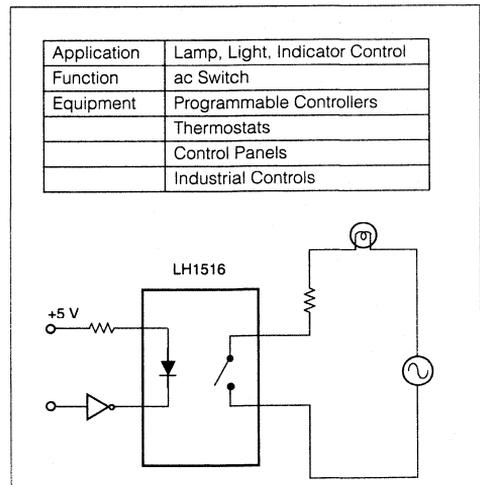 Application Lamp, Light, Indicator Control
Function ac Switch
Equipment Programmable Controllers
Thermostats
Control Panels
Industrial Controls
LH1516
+5 V